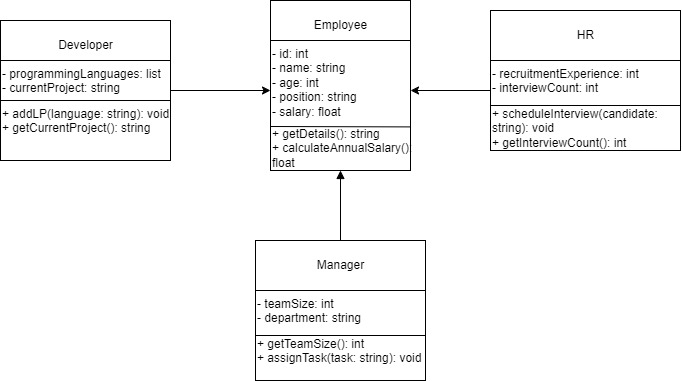 Developer
- programmingLanguages: list
- currentProject: string
+ addLP(language: string): void
+ getCurrentProject(): string
Employee
- id: int
- name: string
- age: int
- position: string
- salary: float
+ getDetails(): string
+ calculateAnnualSalary()
float
HR
- recruitmentExperience: int
- interviewCount: int
+ scheduleInterview(candidate:
string): void
+ getInterviewCount(): int
Manager
- teamSize: int
- department: string
+ getTeamSize(): int
+ assignTask(task: string): void